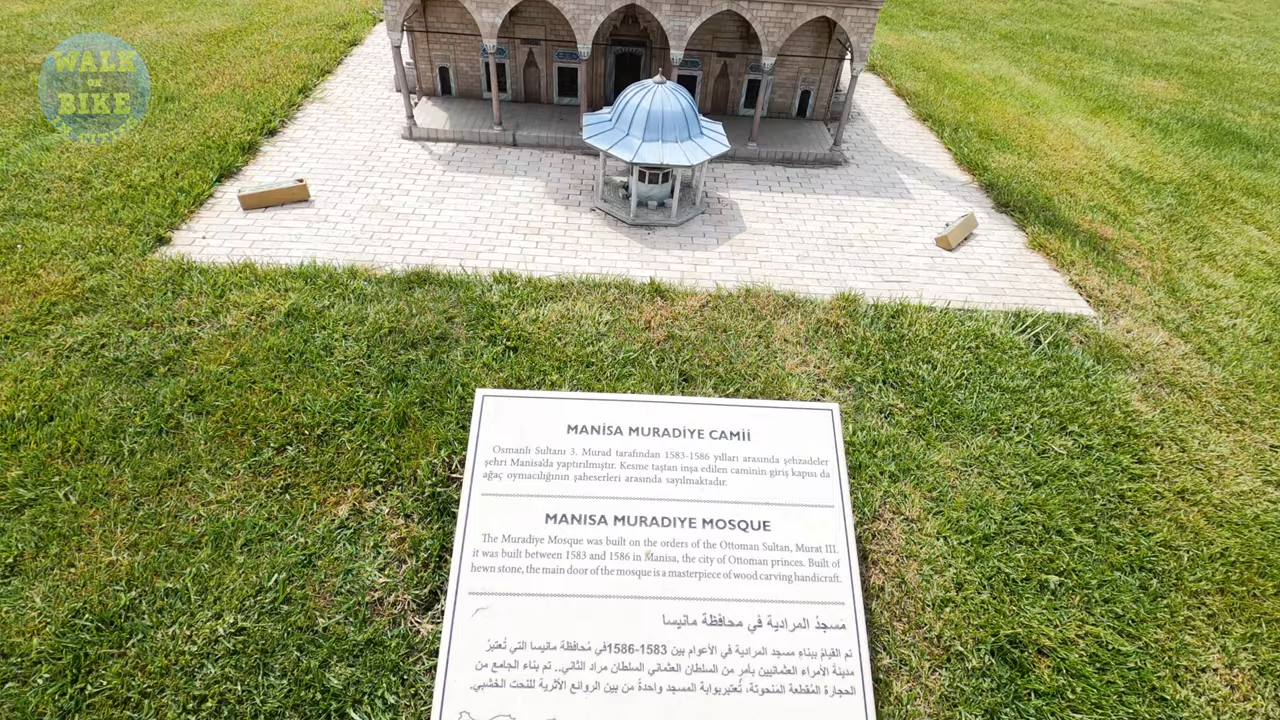 WALK
or
BIKE
MANİSA MURADİYE CAMİİ
Osmanlı Sultanı 3. Murad tarafından 1583-1586 yılları arasında şehzadeler
şehri Manisa'da yaptırılmıştır. Kesme taştan inşa edilen caminin giriş kapısı da
ağaç oymacılığının şaheserleri arasında sayılmaktadır.
MANISA MURADIYE MOSQUE
The Muradiye Mosque was built on the orders of the Ottoman Sultan, Murat III.
it was built between 1583 and 1586 in Manisa, the city of Ottoman princes. Built of
hewn stone, the main door of the mosque is a masterpiece of wood carving handicraft.
مَسجدُ المرادية في محافظة مانيسا
تم القيامُ ببناءِ مسجد المرادية في الأعوام بين 1583-1586في مُحافظة مانيسا التي تُعتبرُ
مدينةُ الأمراء العثمانيين بأمرٍ من السلطان العثماني السلطان مراد الثاني.. تم بناء الجامع من
الحجارة المُقطعة المَنحوتة، تُعتبربوابة المسجد واحدةً من بين الروائع الأثرية للنحت الخشبي.